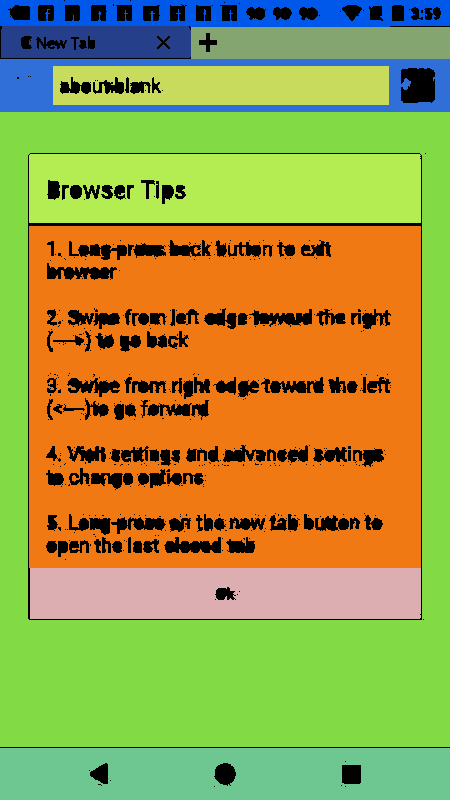 3:59
New Tab
about:blank
Browser Tips
1. Long-press back button to exit
browser
2. Swipe from left edge toward the right
(--->) to go back
3. Swipe from right edge toward the left
(<---)to go forward
4. Visit settings and advanced settings
to change options
5. Long-press on the new tab button to
open the last closed tab
Ok